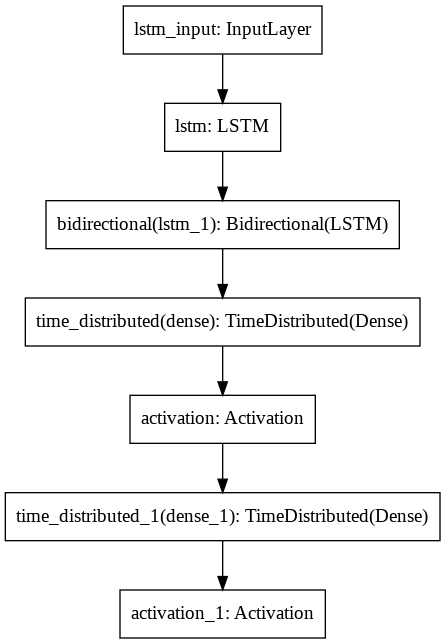 lstm_input: InputLayer
lstm: LSTM
bidirectional(lstm_1): Bidirectional(LSTM)
time_distributed(dense): TimeDistributed(Dense)
activation: Activation
time_distributed_1(dense_1): TimeDistributed(Dense)
activation_1: Activation